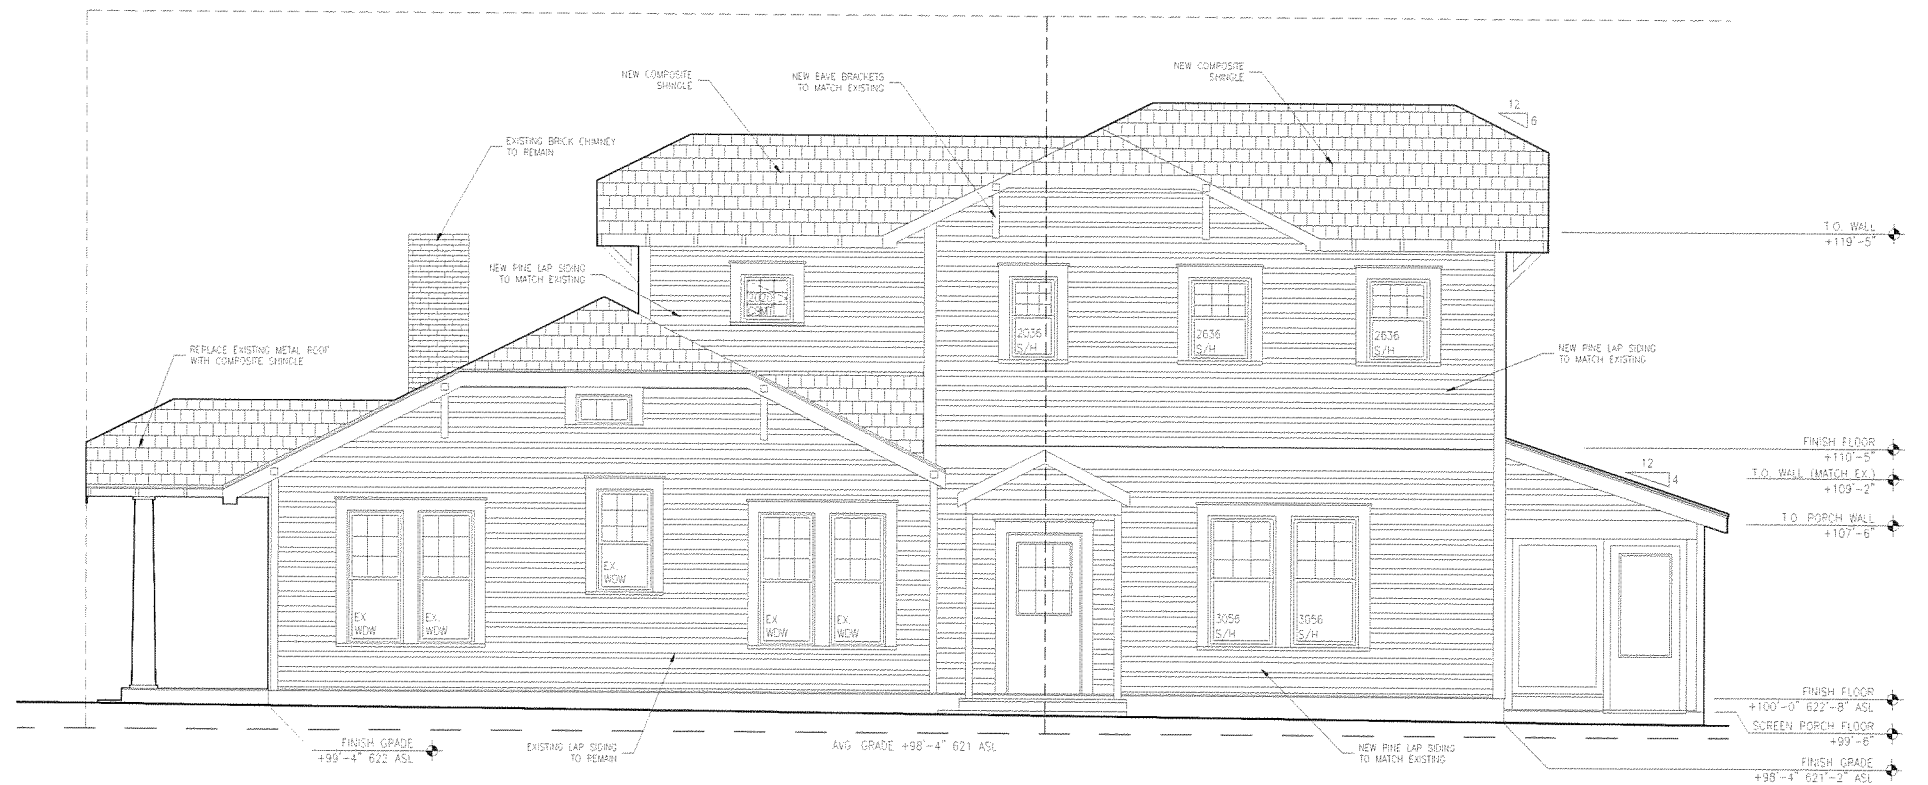 NEW COMPOSITE
SHINGLE
NEW EAVE BRACKETS
TO MATCH EXISTING
NEW COMPOSITE
SHINGLE
12
6
EXISTING BRICK CHIMNEY
TO REMAIN
T.O. WALL
+119'-5"
NEW PINE LAP SIDING
TO MATCH EXISTING
2036
S/H
2636
S/H
2636
S/H
REPLACE EXISTING METAL ROOF
WITH COMPOSITE SHINGLE
NEW PINE LAP SIDING
TO MATCH EXISTING
FINISH FLOOR
+110'-5"
12
4
T.O. WALL (MATCH EX.)
+109'-2"
T.O. PORCH WALL
+107'-6"
EX.
WDW
EX.
WDW
EX.
WDW
EX
WDW
EX.
WDW
3056
S/H
3056
S/H
FINISH FLOOR
+100'-0" 622'-8" ASL
SCREEN PORCH FLOOR
+99'-6"
FINISH GRADE
+99'-4" 622 ASL
EXISTING LAP SIDING
TO REMAIN
AVG. GRADE +98'-4" 621 ASL
NEW PINE LAP SIDING
TO MATCH EXISTING
FINISH GRADE
+98'-4" 621'-2" ASL